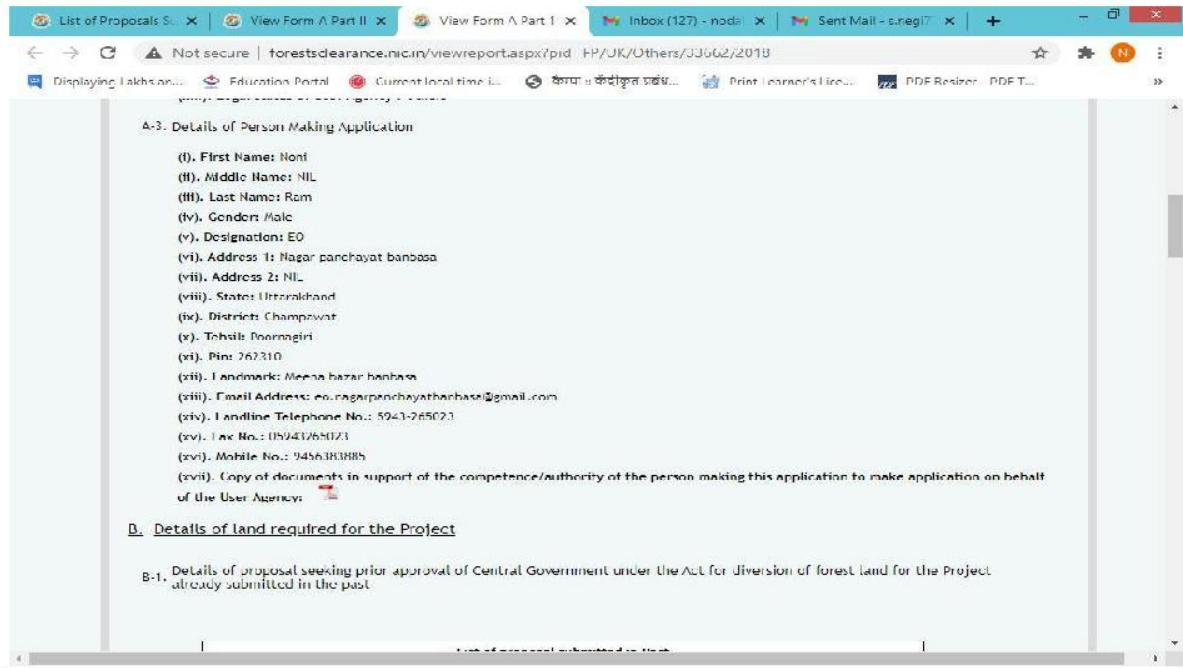 List of Proposals S View Form A Part II View Form A Part 1 Inbox (127) - nodal Sent Mail - s.negi7
Not secure forestsclearance.nic.in/viewreport.aspx?pid=FP/UK/Others/33662/2018 N
Displaying Lakhs an... Education Portal Current local time i... कैम्पा :: केंद्रीकृत प्रबंध... Print Learner's Lice... PDF Resizer PDF T... »
A-3. Details of Person Making Application
(i). First Name: Noni
(ii). Middle Name: NIL
(iii). Last Name: Ram
(iv). Gender: Male
(v). Designation: EO
(vi). Address 1: Nagar panchayat banbasa
(vii). Address 2: NIL
(viii). State: Uttarakhand
(ix). District: Champawat
(x). Tehsil: Poornagiri
(xi). Pin: 262310
(xii). Landmark: Meena bazar banbasa
(xiii). Email Address: eo.nagarpanchayatbanbasa@gmail.com
(xiv). Landline Telephone No.: 5943-265023
(xv). Fax No.: 05943265023
(xvi). Mobile No.: 9456383885
(xvii). Copy of documents in support of the competence/authority of the person making this application to make application on behalf
of the User Agency:
B. Details of land required for the Project
B-1. Details of proposal seeking prior approval of Central Government under the Act for diversion of forest land for the Project
already submitted in the past